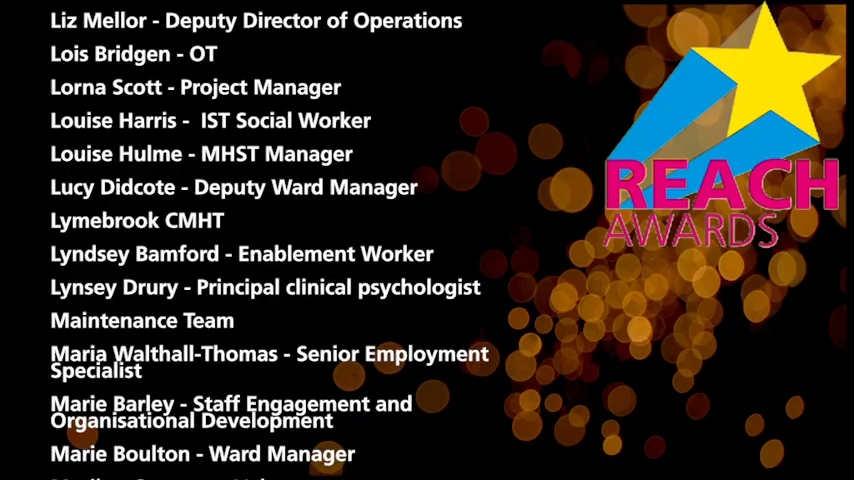 Liz Mellor - Deputy Director of Operations
Lois Bridgen - OT
Lorna Scott - Project Manager
Louise Harris -  IST Social Worker
Louise Hulme - MHST Manager
Lucy Didcote - Deputy Ward Manager
Lymebrook CMHT
Lyndsey Bamford - Enablement Worker
Lynsey Drury - Principal clinical psychologist
Maintenance Team
Maria Walthall-Thomas - Senior Employment
Specialist
Marie Barley - Staff Engagement and
Organisational Development
Marie Boulton - Ward Manager
REACH
AWARDS